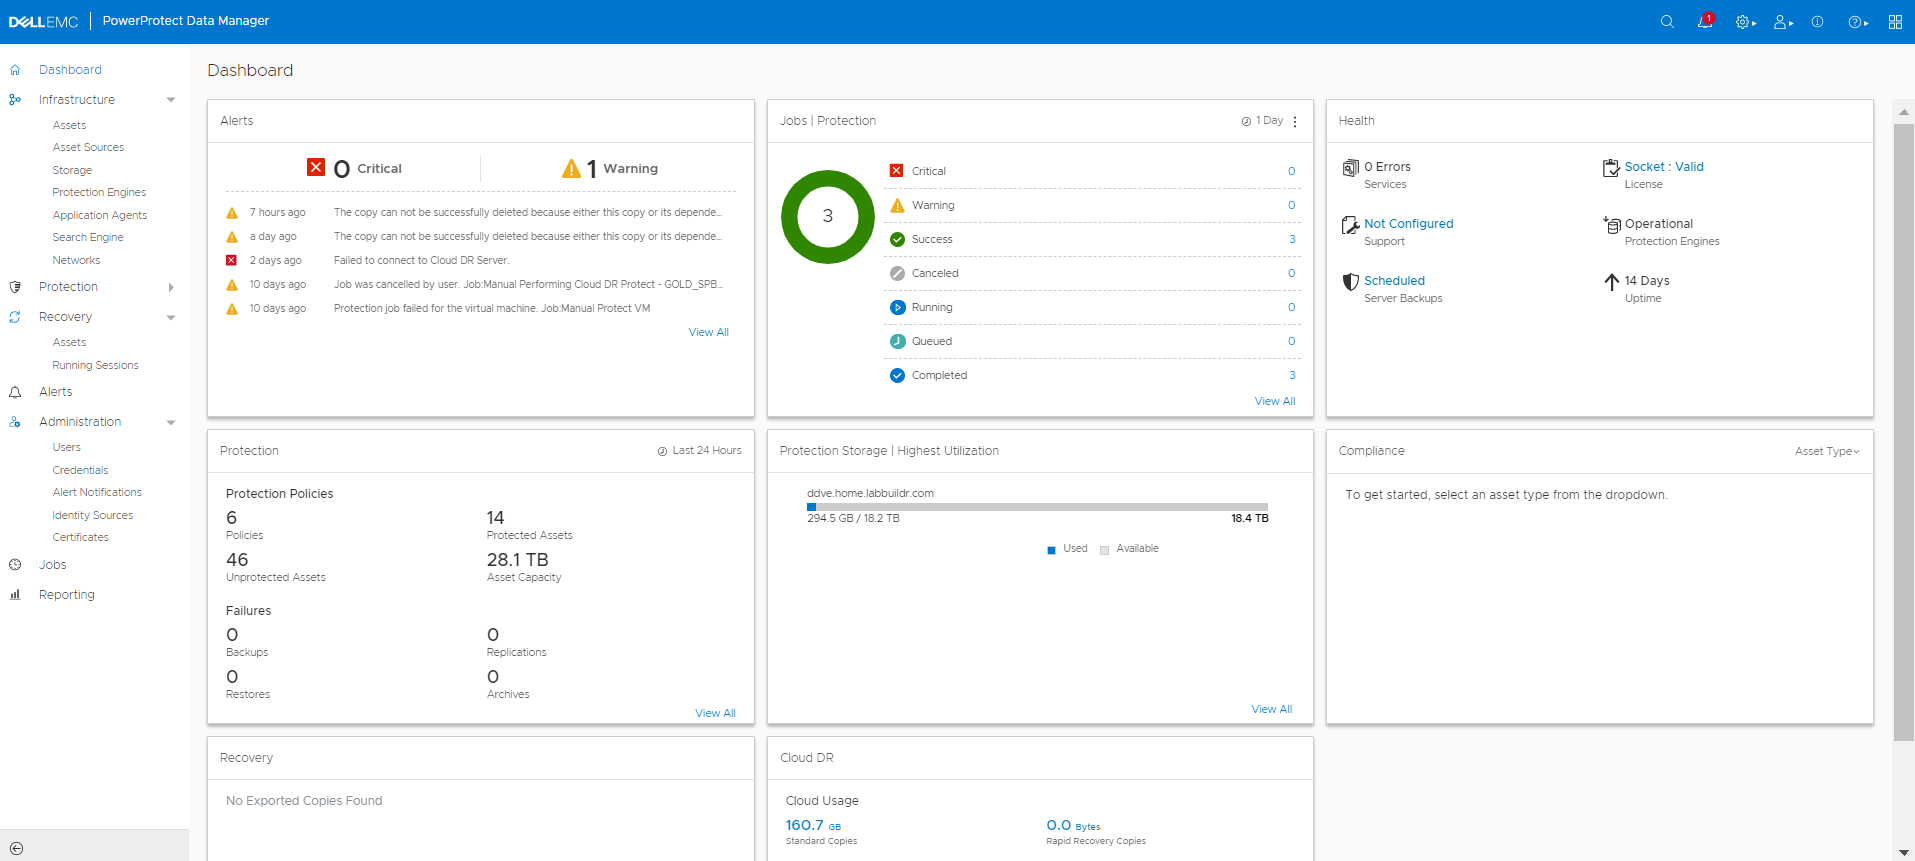 DELLEMC PowerProtect Data Manager
1
Dashboard
Infrastructure
Assets
Asset Sources
Storage
Protection Engines
Application Agents
Search Engine
Networks
Protection
Recovery
Assets
Running Sessions
Alerts
Administration
Users
Credentials
Alert Notifications
Identity Sources
Certificates
Jobs
Reporting
Dashboard
Alerts
0 Critical
1 Warning
7 hours ago The copy can not be successfully deleted because either this copy or its depende...
a day ago The copy can not be successfully deleted because either this copy or its depende...
2 days ago Failed to connect to Cloud DR Server.
10 days ago Job was cancelled by user. Job:Manual Performing Cloud DR Protect - GOLD_SPB...
10 days ago Protection job failed for the virtual machine. Job:Manual Protect VM
View All
Jobs | Protection
1 Day
3
Critical 0
Warning 0
Success 3
Canceled 0
Running 0
Queued 0
Completed 3
View All
Health
0 Errors
Services
Socket : Valid
License
Not Configured
Support
Operational
Protection Engines
Scheduled
Server Backups
14 Days
Uptime
Protection
Last 24 Hours
Protection Policies
6
Policies
14
Protected Assets
46
Unprotected Assets
28.1 TB
Asset Capacity
Failures
0
Backups
0
Replications
0
Restores
0
Archives
View All
Protection Storage | Highest Utilization
ddve.home.labbuildr.com
294.5 GB / 18.2 TB
18.4 TB
Used
Available
View All
Compliance
Asset Type
To get started, select an asset type from the dropdown.
Recovery
No Exported Copies Found
Cloud DR
Cloud Usage
160.7 GB
Standard Copies
0.0 Bytes
Rapid Recovery Copies